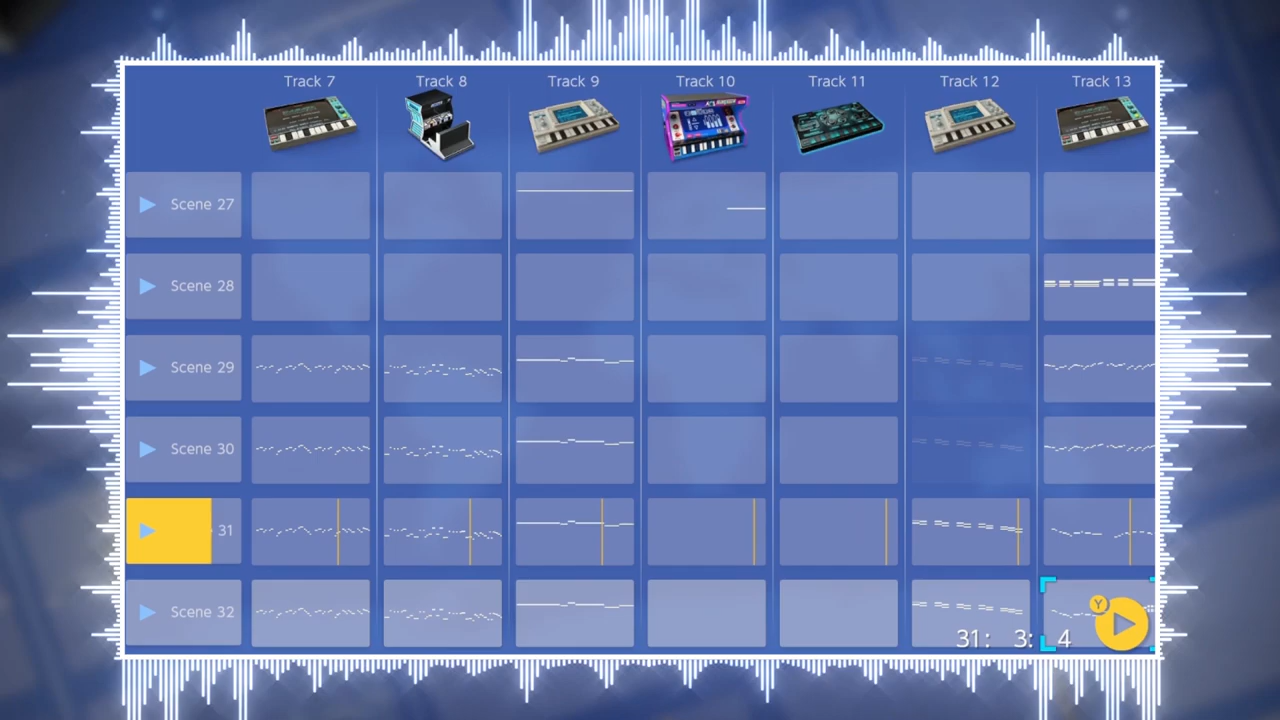 Track 7 Track 8 Track 9 Track 10 Track 11 Track 12 Track 13
Scene 27
Scene 28
Scene 29
Scene 30
31
Scene 32
Y
31: 3: 4